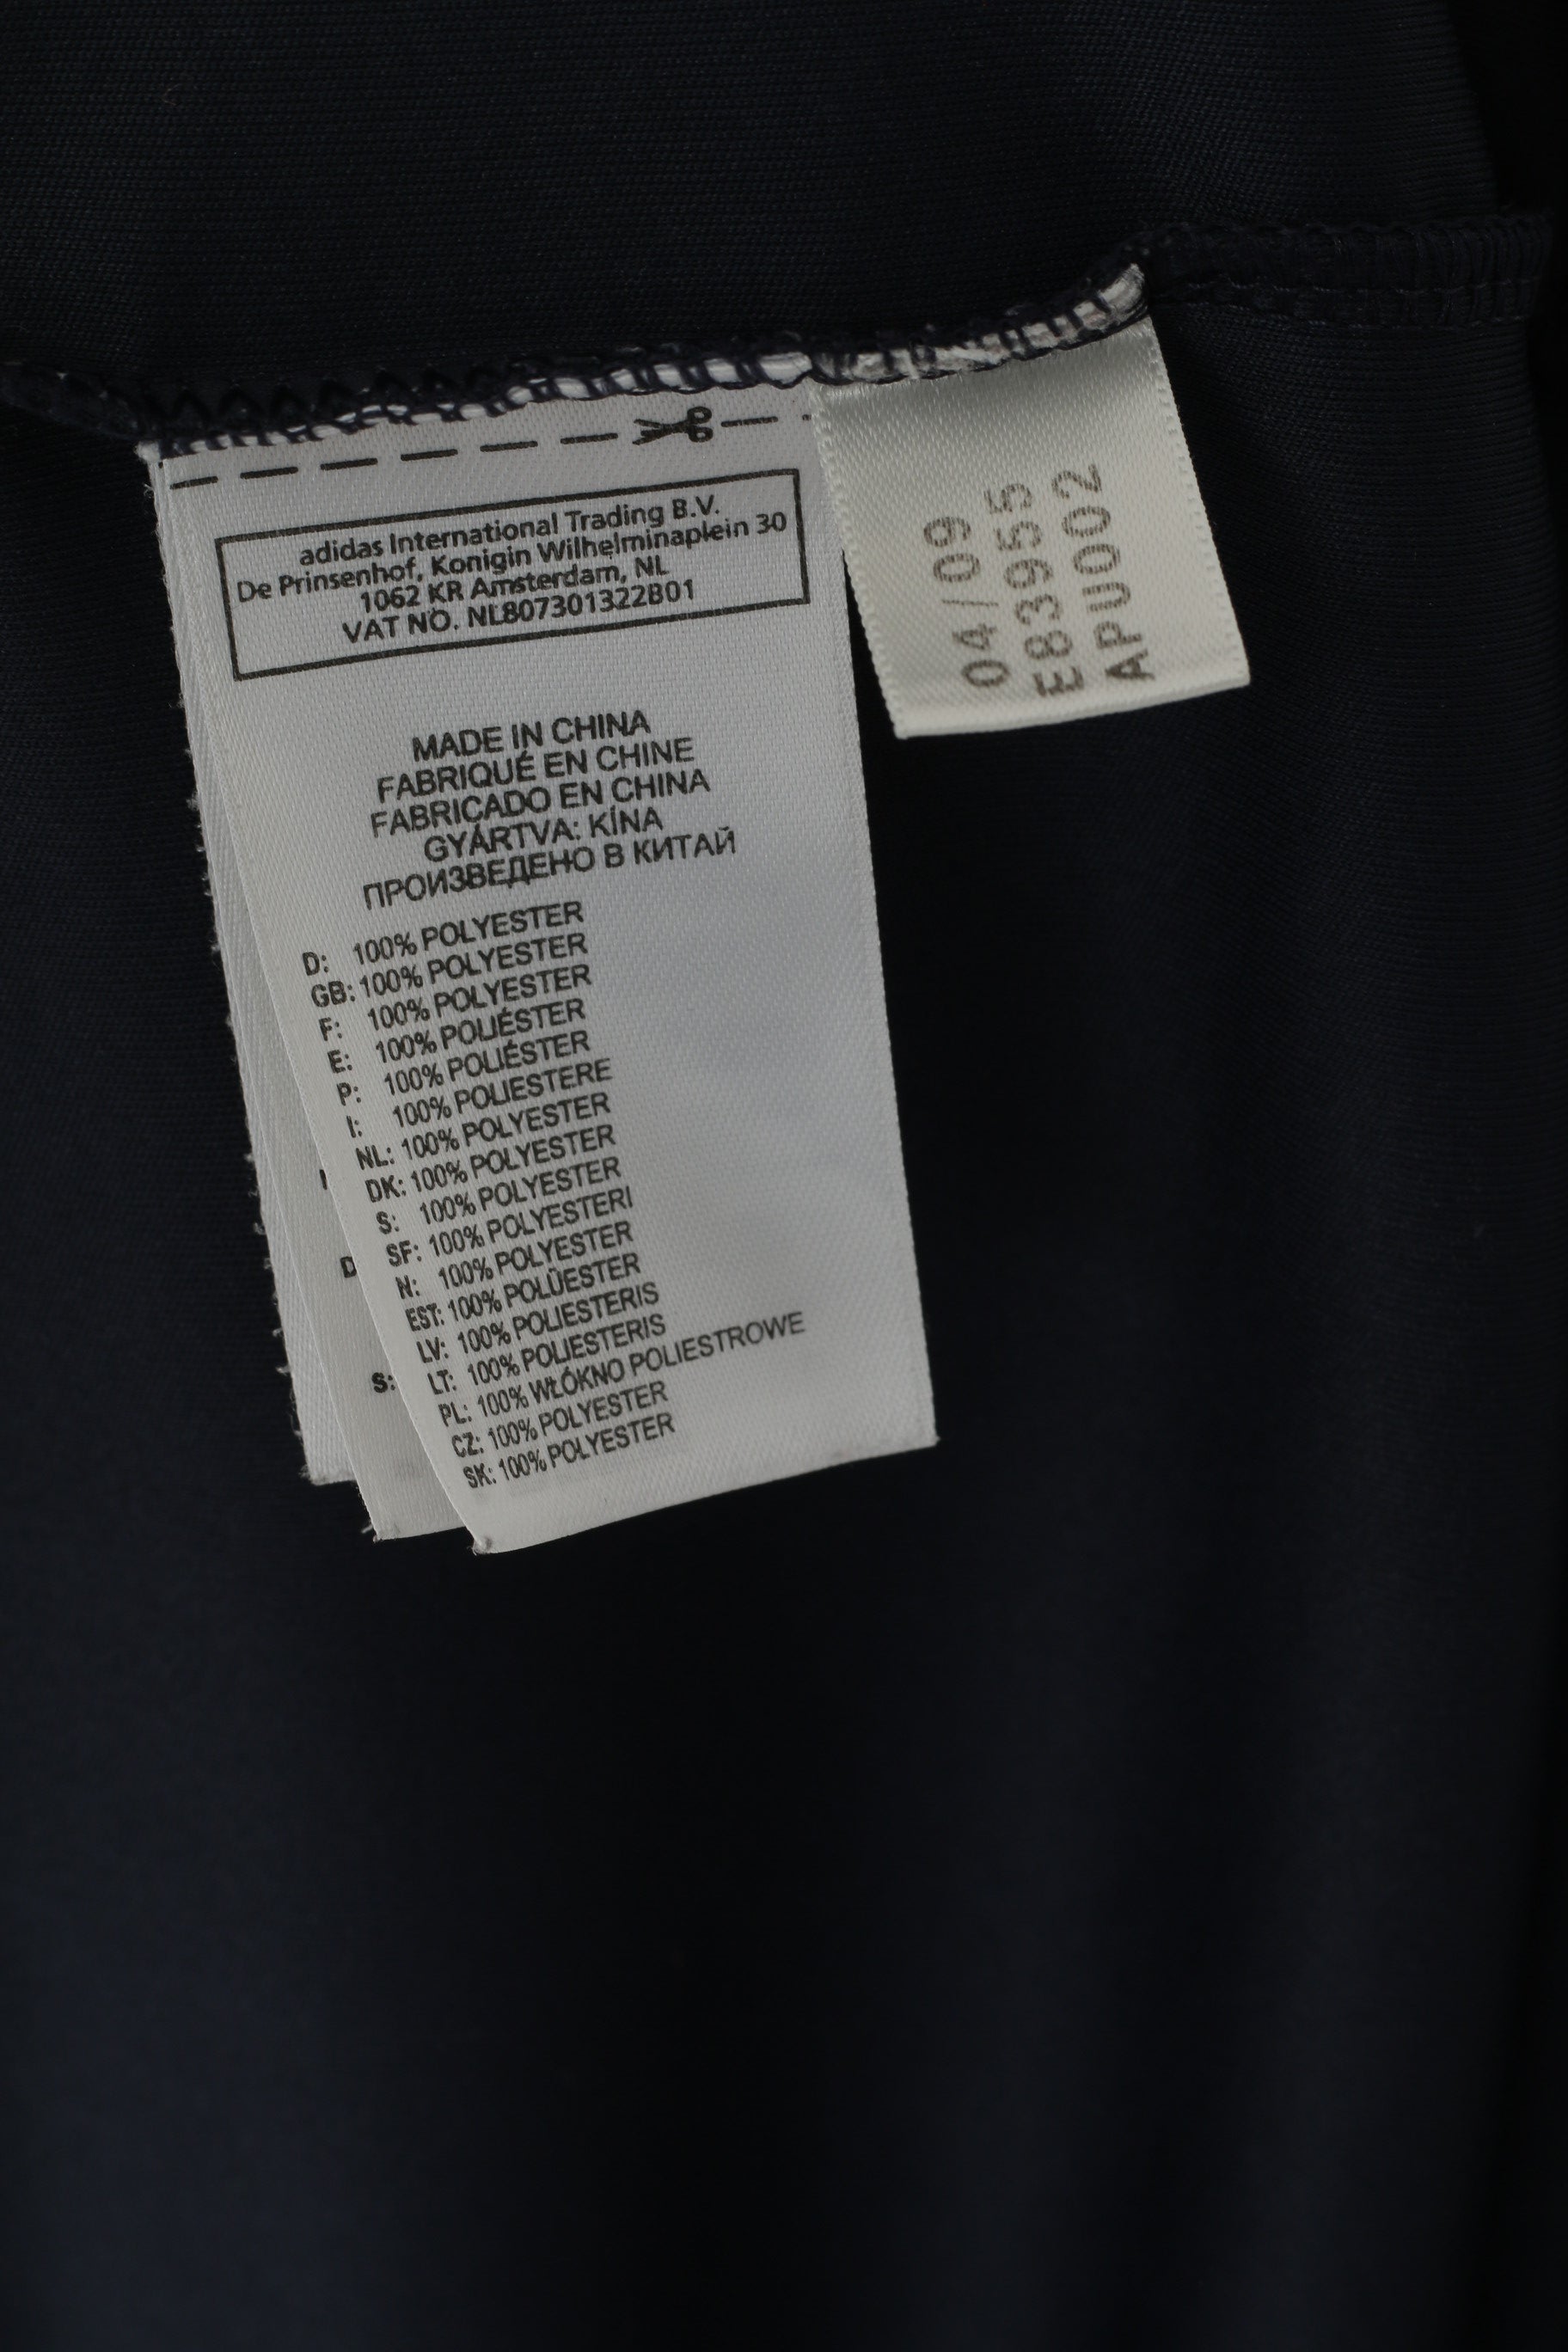 adidas International Trading B.V.
De Prinsenhof, Konigin Wilhelminaplein 30
1062 KR Amsterdam, NL
VAT NO. NL807301322B01
MADE IN CHINA
FABRIQUÉ EN CHINE
FABRICADO EN CHINA
GYÁRTVA: KÍNA
ПРОИЗВЕДЕНО В КИТАЙ
D: 100% POLYESTER
GB: 100% POLYESTER
F: 100% POLYESTER
E: 100% POLIÉSTER
P: 100% POLIÉSTER
I: 100% POLIESTERE
NL: 100% POLYESTER
DK: 100% POLYESTER
S: 100% POLYESTER
SF: 100% POLYESTERI
N: 100% POLYESTER
EST: 100% POLÜESTER
LV: 100% POLIESTERIS
LT: 100% POLIESTERIS
PL: 100% WŁÓKNO POLIESTROWE
CZ: 100% POLYESTER
SK: 100% POLYESTER
D
S:
04/09
E83955
APU002